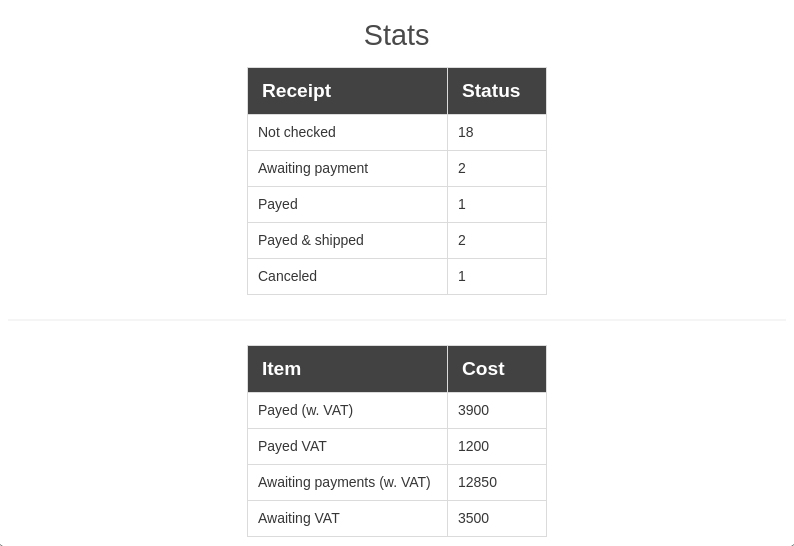 Stats
Receipt Status
Not checked 18
Awaiting payment 2
Payed 1
Payed & shipped 2
Canceled 1
Item Cost
Payed (w. VAT) 3900
Payed VAT 1200
Awaiting payments (w. VAT) 12850
Awaiting VAT 3500